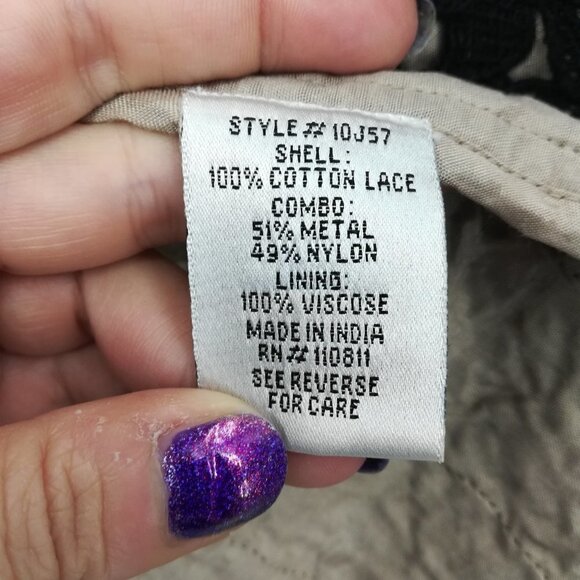 STYLE# 10J57
SHELL:
100% COTTON LACE
COMBO:
51% METAL
49% NYLON
LINING:
100% VISCOSE
MADE IN INDIA
RN# 110811
SEE REVERSE
FOR CARE